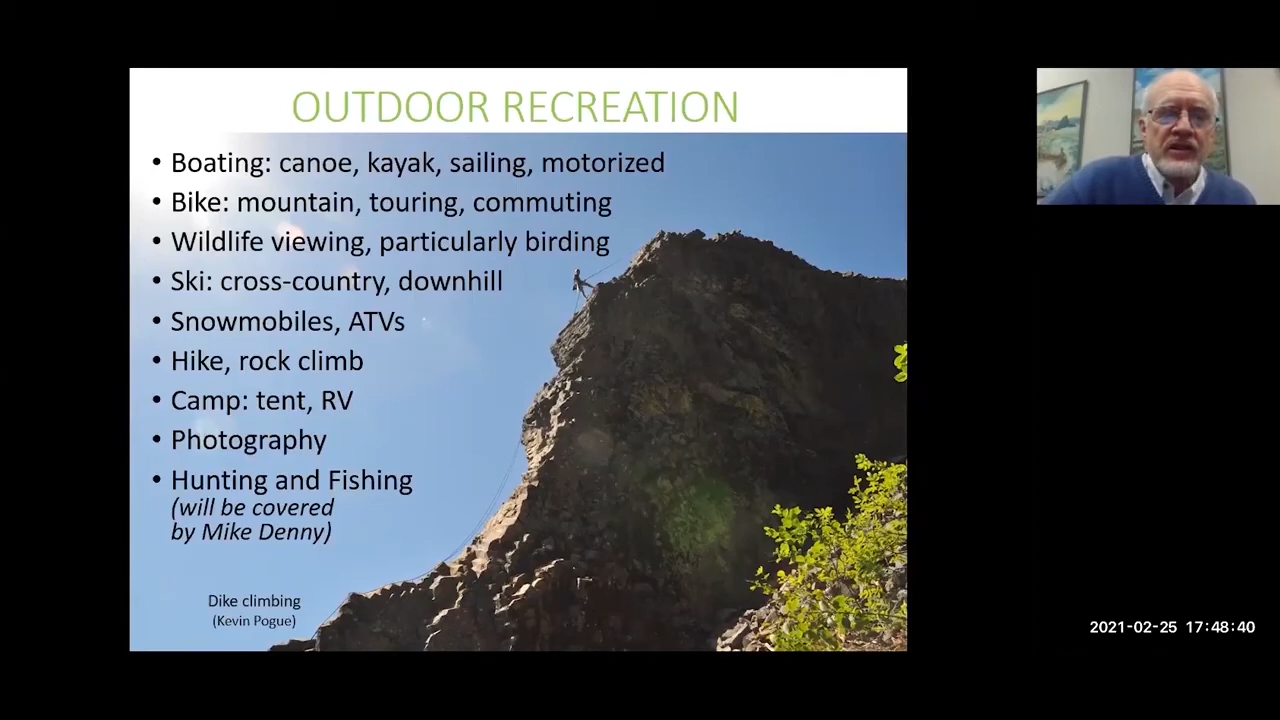 OUTDOOR RECREATION
• Boating: canoe, kayak, sailing, motorized
• Bike: mountain, touring, commuting
• Wildlife viewing, particularly birding
• Ski: cross-country, downhill
• Snowmobiles, ATVs
• Hike, rock climb
• Camp: tent, RV
• Photography
• Hunting and Fishing
(will be covered
by Mike Denny)
Dike climbing
(Kevin Pogue)
2021-02-25 17:48:40